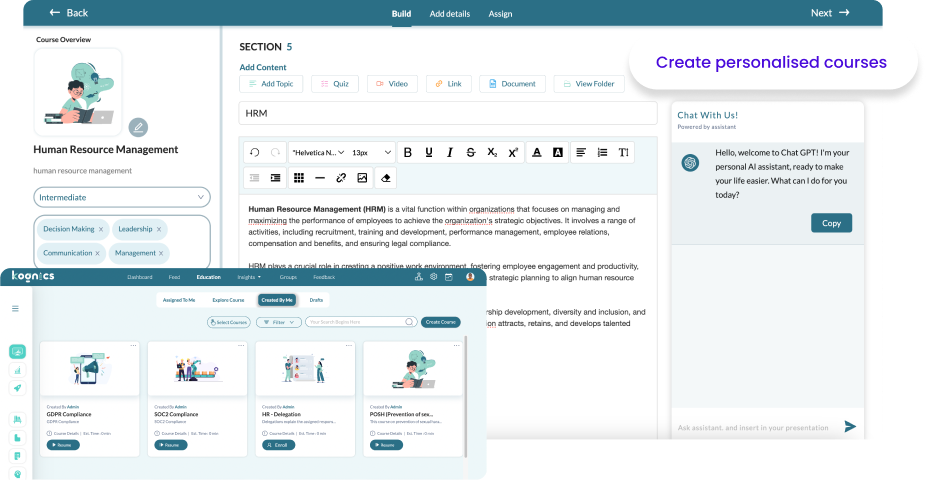 Back
Build Add details Assign
Next
Create personalised courses
Course Overview
Human Resource Management
human resource management
Intermediate
Decision Making X Leadership X
Communication X Management X
SECTION 5
Add Content
Add Topic Quiz Video Link Document View Folder
HRM
"Helvetica N... 13px B U I S X₂ X² A A T
Human Resource Management (HRM) is a vital function within organizations that focuses on managing and
maximizing the performance of employees to achieve the organization's strategic objectives. It involves a range of
activities, including recruitment, training and development, performance management, employee relations,
compensation and benefits, and ensuring legal compliance.
HRM plays a crucial role in creating a positive work environment, fostering employee engagement and productivity,
strategic planning to align human resource
rship development, diversity and inclusion, and
on attracts, retains, and develops talented
Chat With Us!
Powered by assistant
Hello, welcome to Chat GPT! I'm your
personal AI assistant, ready to make
your life easier. What can I do for you
today?
Copy
Ask assistant, and insert in your presentation
kognics
Dashboard Feed Education Insights Groups Feedback
Assigned To Me Explore Course Created By Me Drafts
Select Courses Filter Your Search Begins Here Create Course
Created By Admin
GDPR Compliance
GDPR Compliance
Course Details | Est. Time: 0 min
Resume
Created By Admin
SOC2 Compliance
SOC2 Compliance
Course Details | Est. Time: 0 min
Resume
Created By Admin
HR - Delegation
Delegations explain the assigned respons...
Course Details | Est. Time: 0 min
Enroll
Created By Admin
POSH (Prevention of sex...
This course on prevention of sexual hara...
Course Details | Est. Time: 0 min
Resume